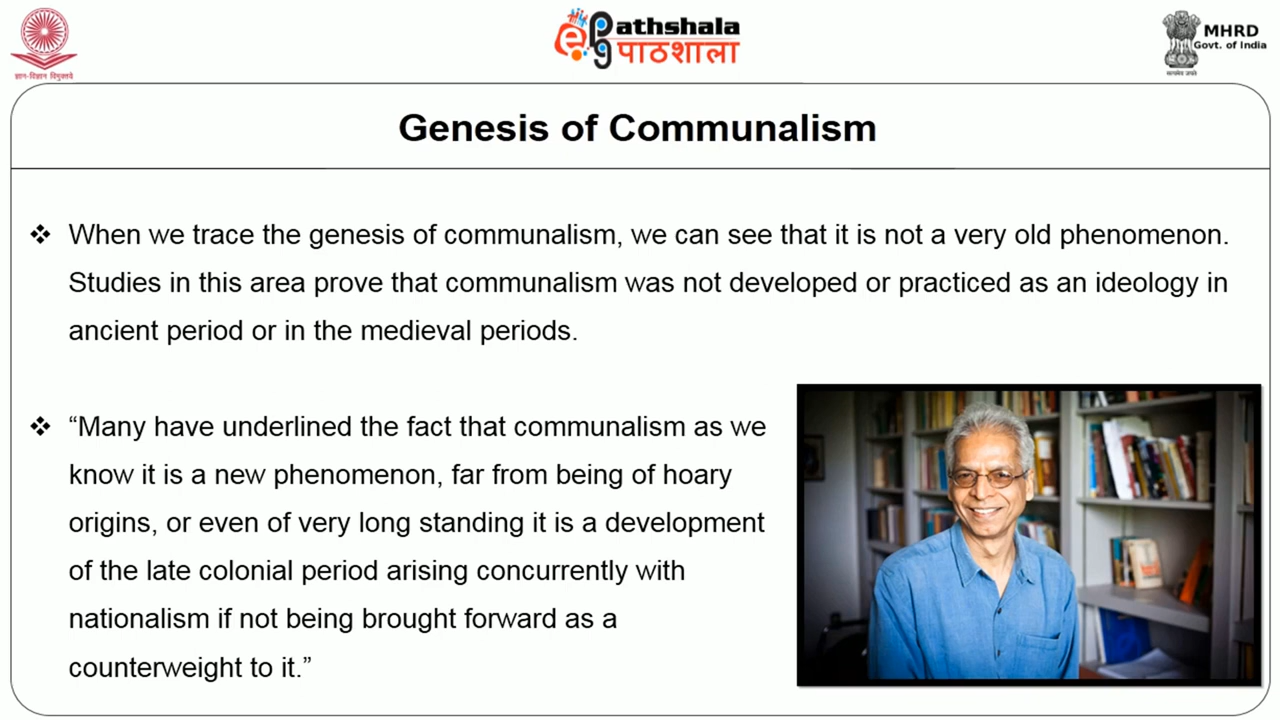 ज्ञान-विज्ञान विमुक्तये
ePathshala
पाठशाला
सत्यमेव जयते
MHRD
Govt. of India
Genesis of Communalism
❖ When we trace the genesis of communalism, we can see that it is not a very old phenomenon.
Studies in this area prove that communalism was not developed or practiced as an ideology in
ancient period or in the medieval periods.
❖ “Many have underlined the fact that communalism as we
know it is a new phenomenon, far from being of hoary
origins, or even of very long standing it is a development
of the late colonial period arising concurrently with
nationalism if not being brought forward as a
counterweight to it.”